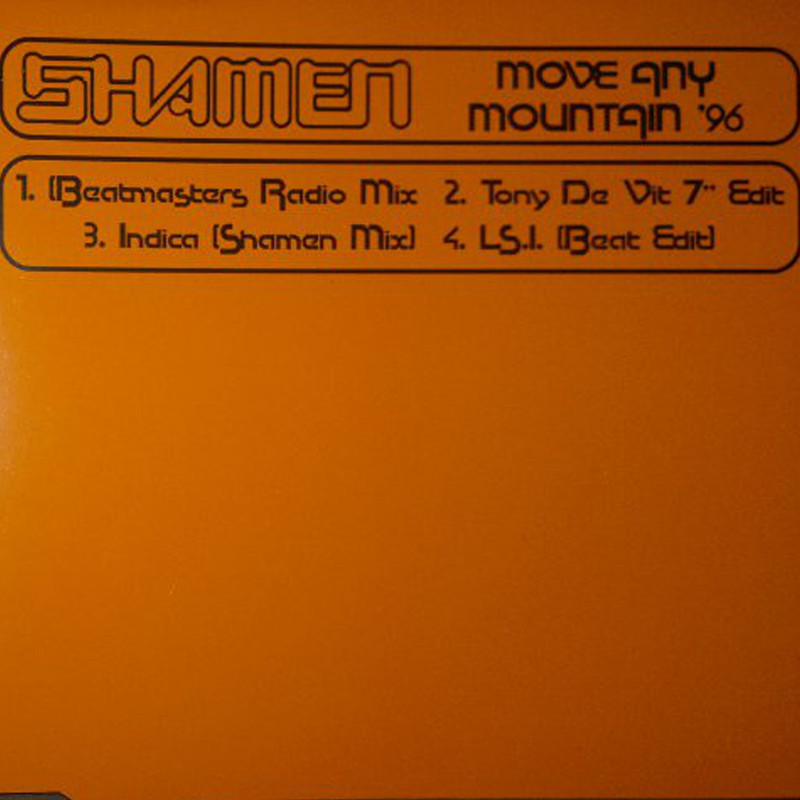 SHAMEN
MOVE ANY
MOUNTAIN '96
1. (Beatmasters Radio Mix 2. Tony De Vit 7" Edit
3. Indica (Shamen Mix) 4. L.S.I. (Beat Edit)